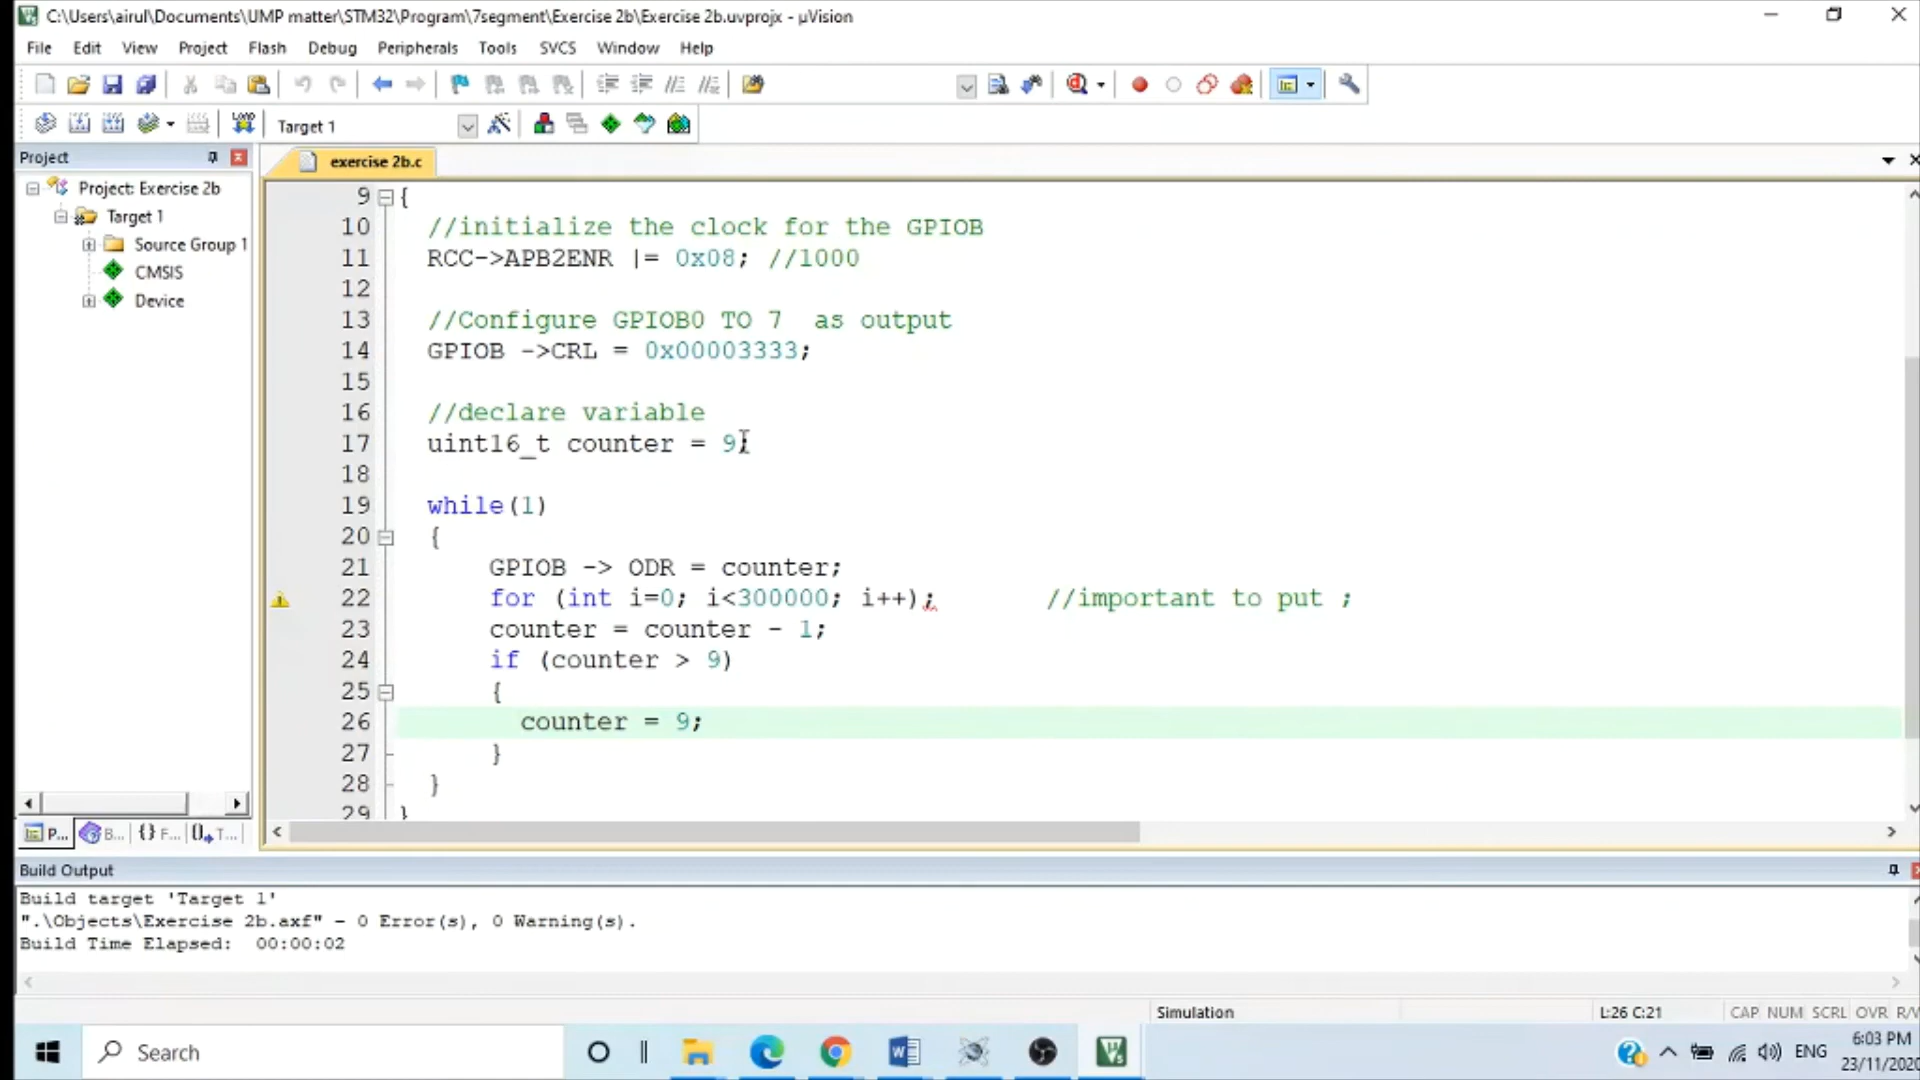 C:\Users\airul\Documents\UMP matter\STM32\Program\7segment\Exercise 2b\Exercise 2b.uvprojx - µVision
File Edit View Project Flash Debug Peripherals Tools SVCS Window Help
LOAD Target 1
Project
exercise 2b.c
Project: Exercise 2b
Target 1
Source Group 1
CMSIS
Device
9 {
10 //initialize the clock for the GPIOB
11 RCC->APB2ENR |= 0x08; //1000
12
13 //Configure GPIOB0 TO 7  as output
14 GPIOB ->CRL = 0x00003333;
15
16 //declare variable
17 uint16_t counter = 9;
18
19 while(1)
20 {
21 GPIOB -> ODR = counter;
22 for (int i=0; i<300000; i++); //important to put ;
23 counter = counter - 1;
24 if (counter > 9)
25 {
26 counter = 9;
27 }
28 }
29 }
P... B... {} F... T...
Build Output
Build target 'Target 1'
".\Objects\Exercise 2b.axf" - 0 Error(s), 0 Warning(s).
Build Time Elapsed:  00:00:02
Simulation L:26 C:21 CAP NUM SCRL OVR R/W
Search
ENG
6:03 PM
23/11/2020